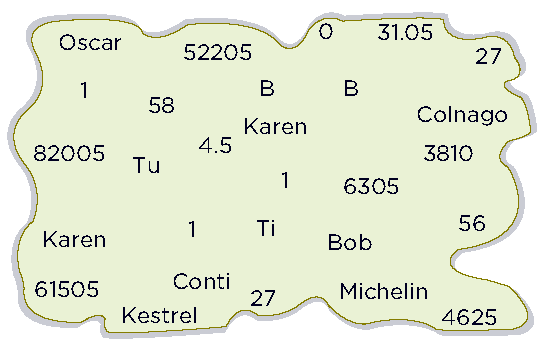 Oscar
52205
0
31.05
27
1
58
B
B
Karen
Colnago
82005
Tu
4.5
3810
1
6305
Karen
1
Ti
Bob
56
61505
Conti
27
Michelin
Kestrel
4625